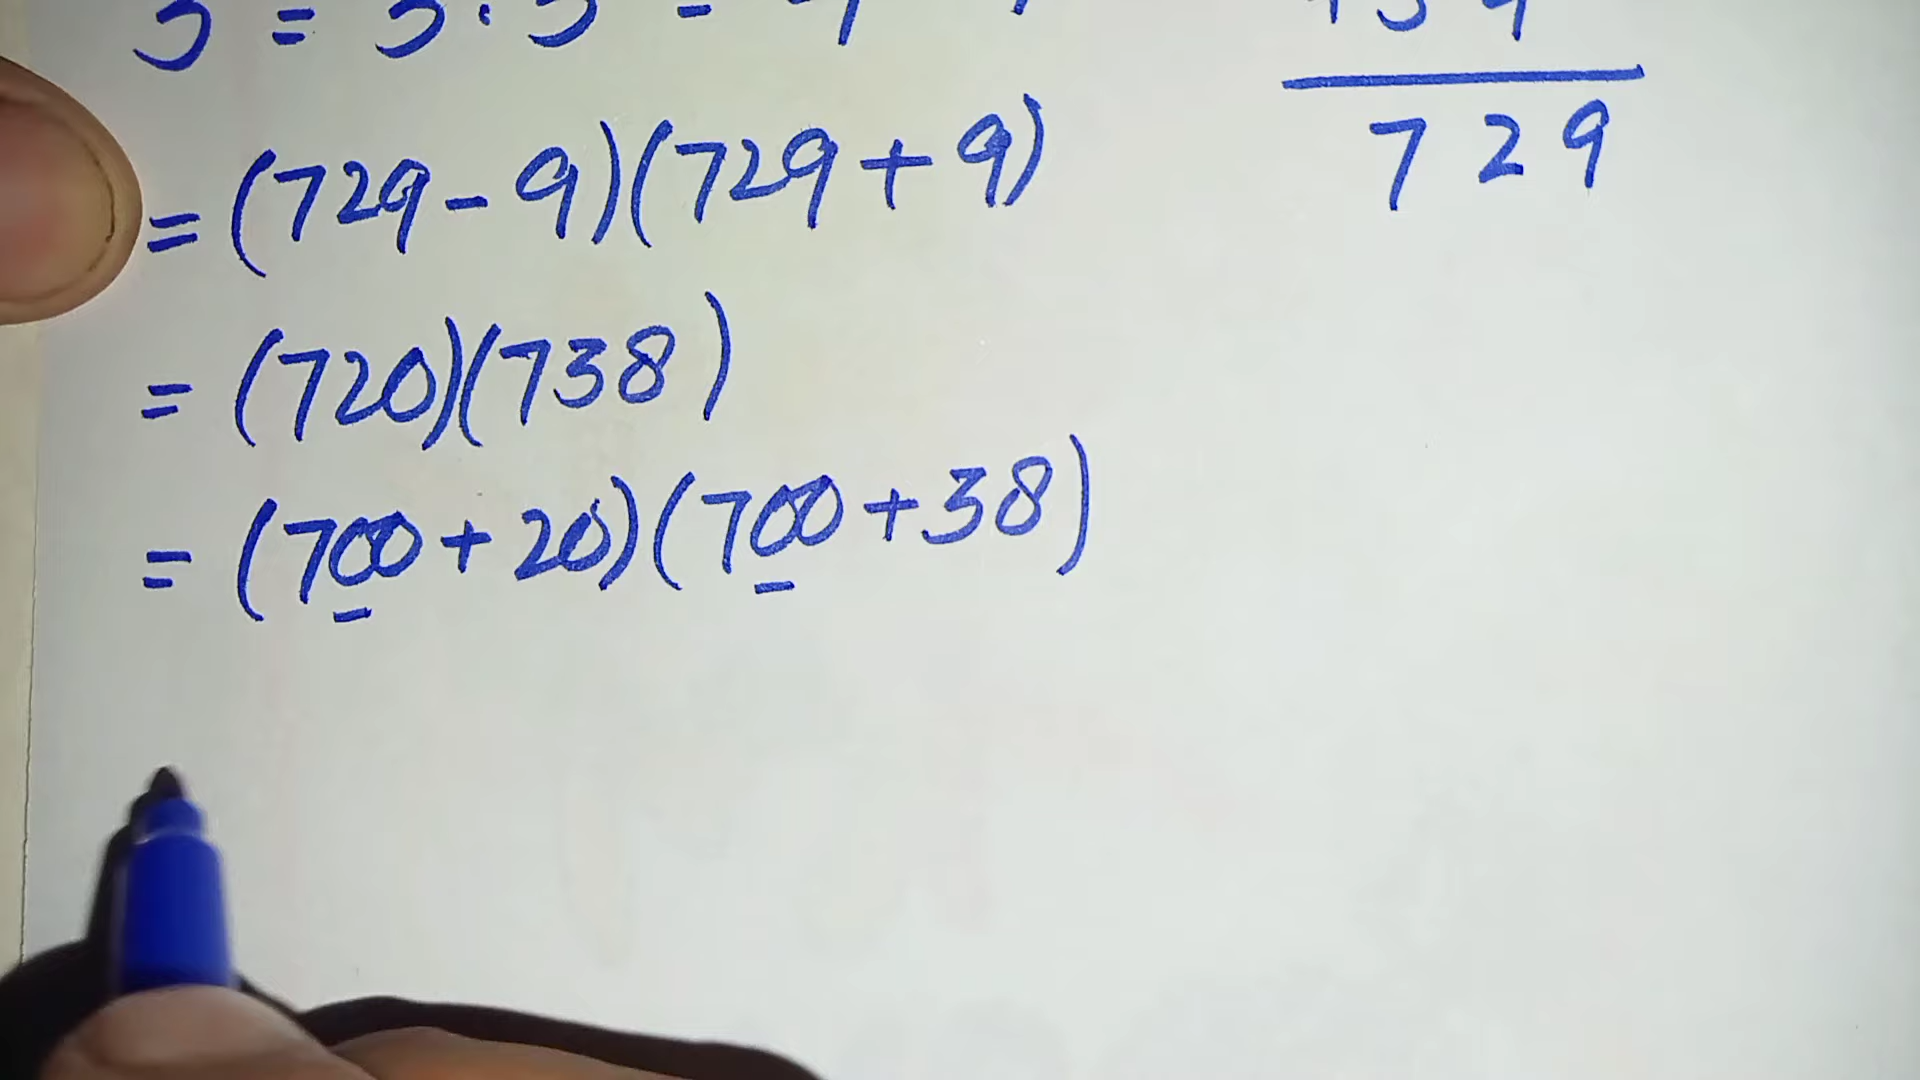 = (729 - 9)(729 + 9)
729
= (720)(738)
= (700 + 20)(700 + 38)